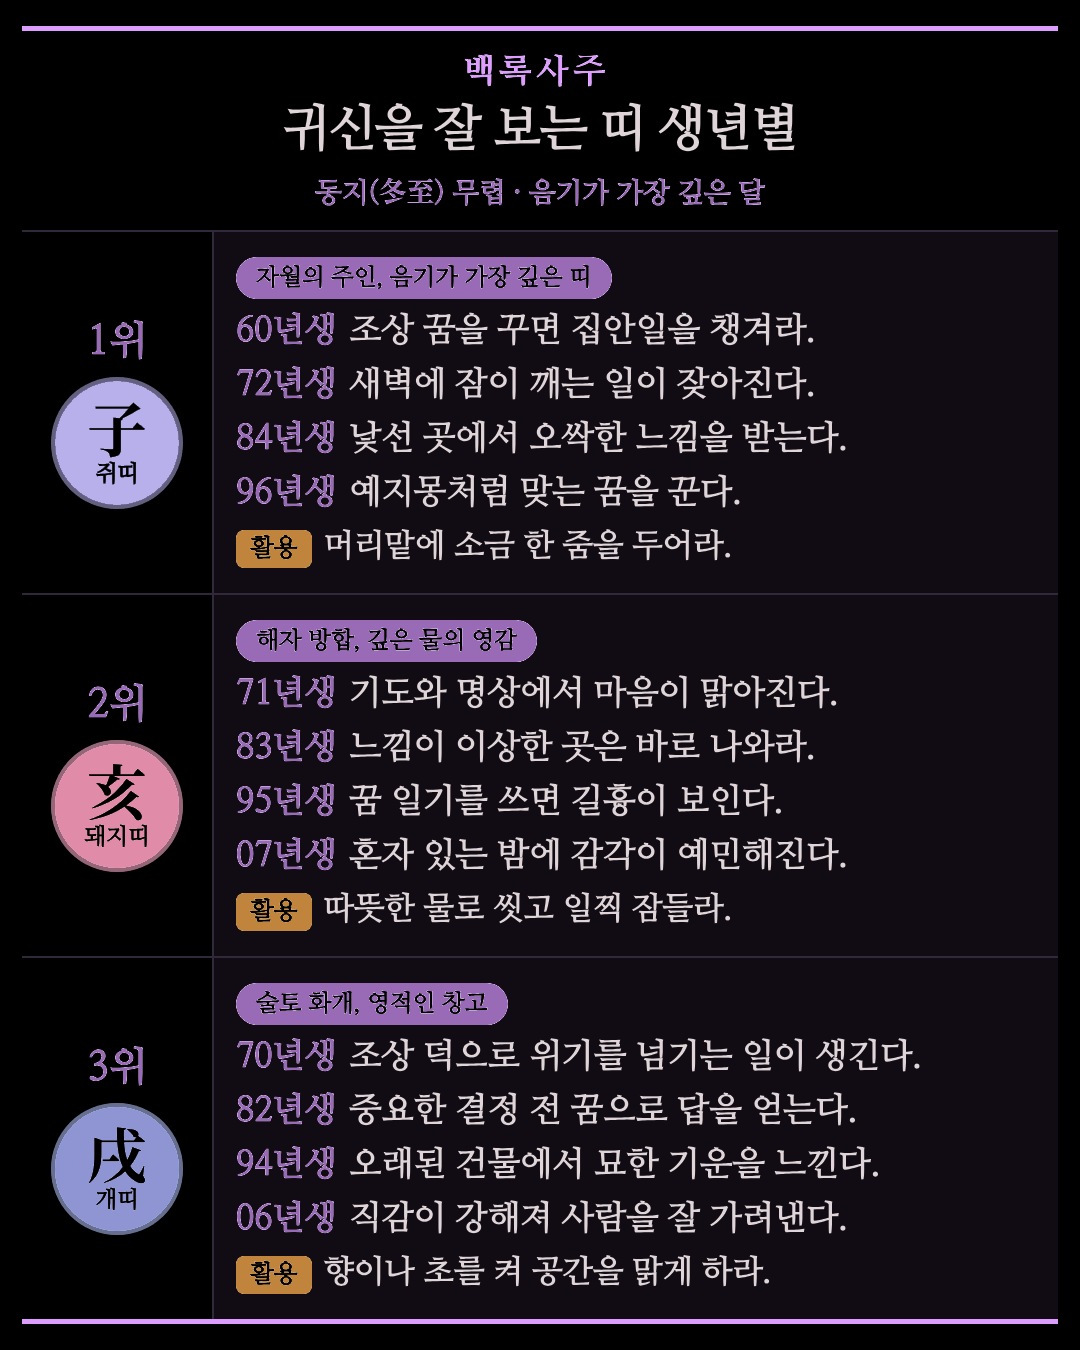 백록사주
귀신을 잘 보는 띠 생년별
동지(冬至) 무렵 · 음기가 가장 깊은 달
1위
子
쥐띠
자월의 주인, 음기가 가장 깊은 띠
60년생 조상 꿈을 꾸면 집안일을 챙겨라.
72년생 새벽에 잠이 깨는 일이 잦아진다.
84년생 낯선 곳에서 오싹한 느낌을 받는다.
96년생 예지몽처럼 맞는 꿈을 꾼다.
활용 머리맡에 소금 한 줌을 두어라.
2위
亥
돼지띠
해자 방합, 깊은 물의 영감
71년생 기도와 명상에서 마음이 맑아진다.
83년생 느낌이 이상한 곳은 바로 나와라.
95년생 꿈 일기를 쓰면 길흉이 보인다.
07년생 혼자 있는 밤에 감각이 예민해진다.
활용 따뜻한 물로 씻고 일찍 잠들라.
3위
戌
개띠
술토 화개, 영적인 창고
70년생 조상 덕으로 위기를 넘기는 일이 생긴다.
82년생 중요한 결정 전 꿈으로 답을 얻는다.
94년생 오래된 건물에서 묘한 기운을 느낀다.
06년생 직감이 강해져 사람을 잘 가려낸다.
활용 향이나 초를 켜 공간을 맑게 하라.